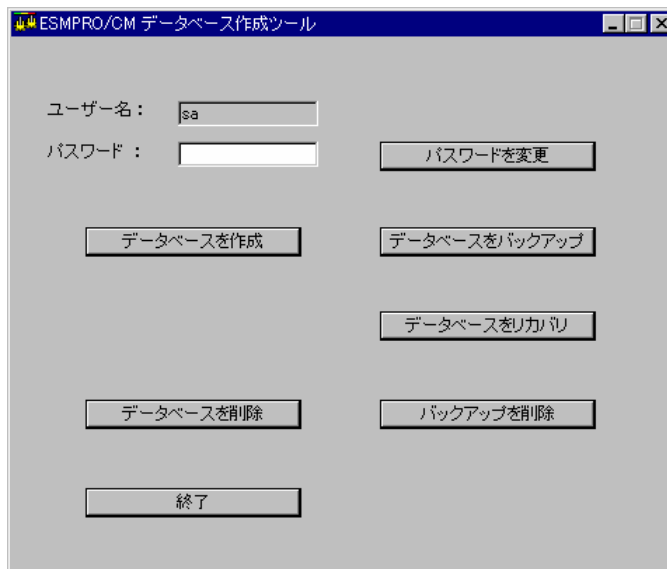 ESMPRO/CM データベース作成ツール
ユーザー名：
sa
パスワード ：
パスワードを変更
データベースを作成
データベースをバックアップ
データベースをリカバリ
データベースを削除
バックアップを削除
終了